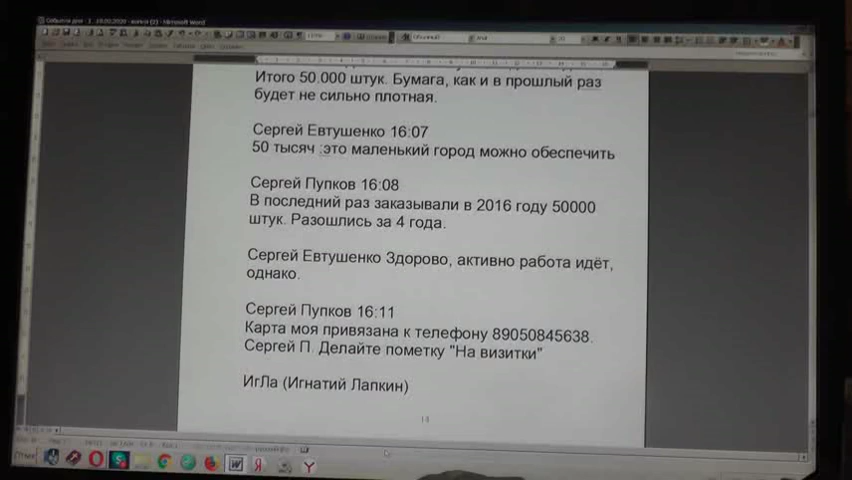 Итого 50.000 штук. Бумага, как и в прошлый раз
будет не сильно плотная.
Сергей Евтушенко 16:07
50 тысяч :это маленький город можно обеспечить
Сергей Пупков 16:08
В последний раз заказывали в 2016 году 50000
штук. Разошлись за 4 года.
Сергей Евтушенко Здорово, активно работа идёт,
однако.
Сергей Пупков 16:11
Карта моя привязана к телефону 89050845638.
Сергей П. Делайте пометку "На визитки"
ИгЛа (Игнатий Лапкин)